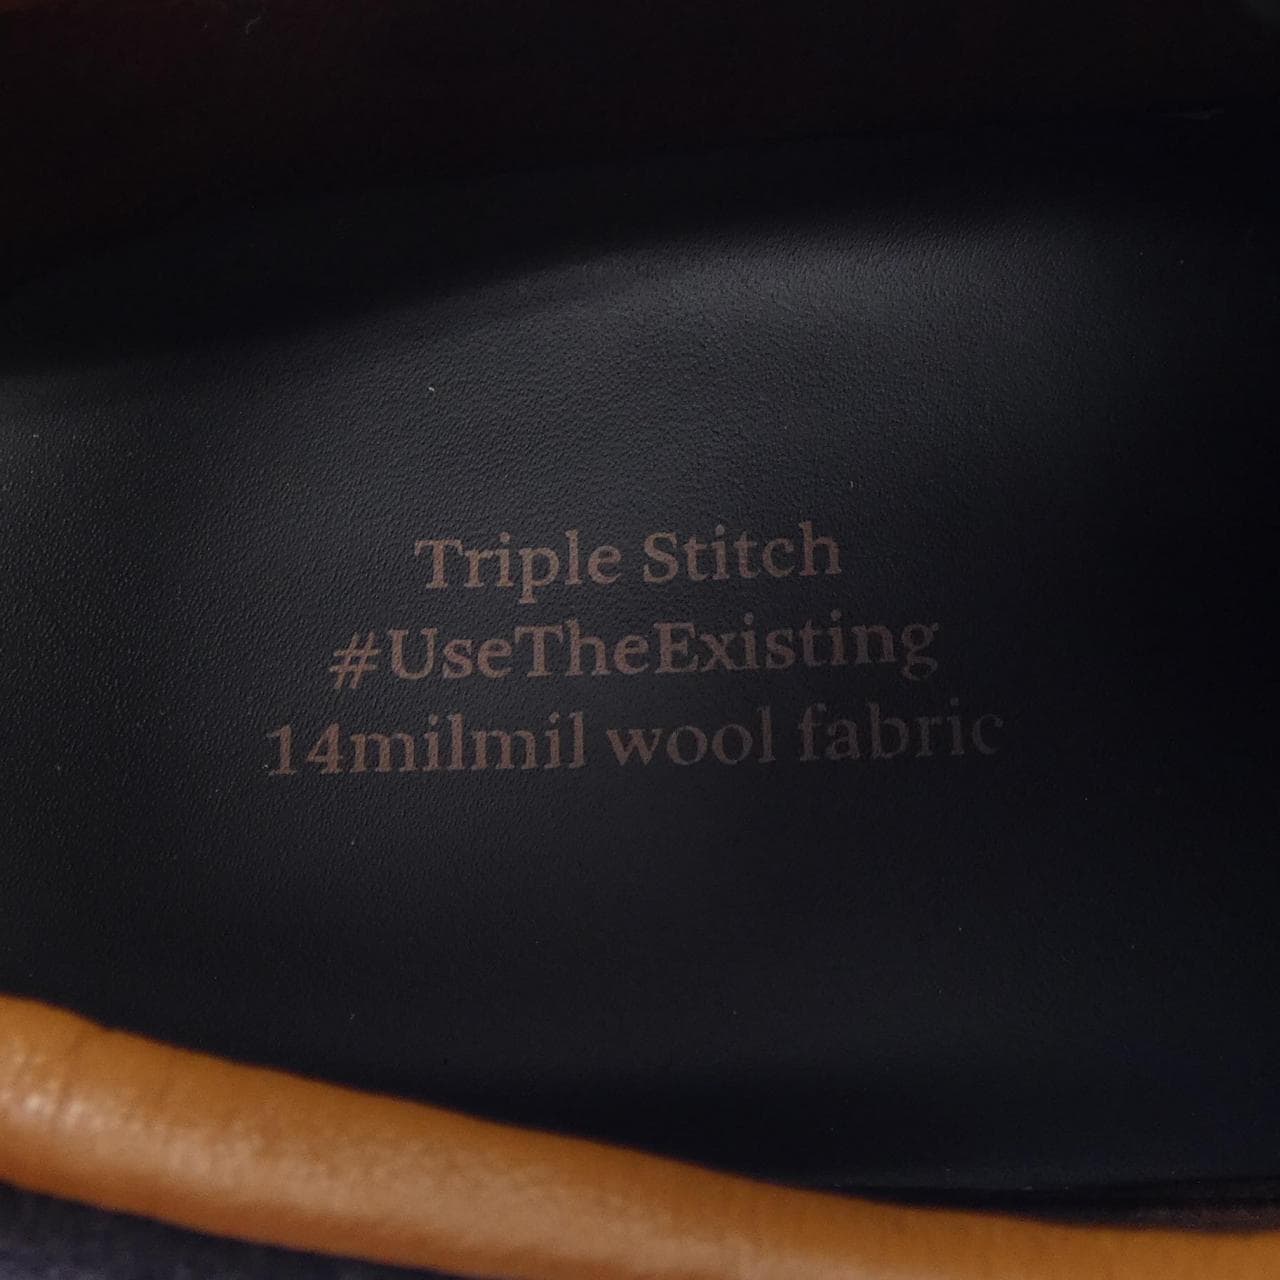 Triple Stitch
#UseTheExisting
14milmil wool fabric